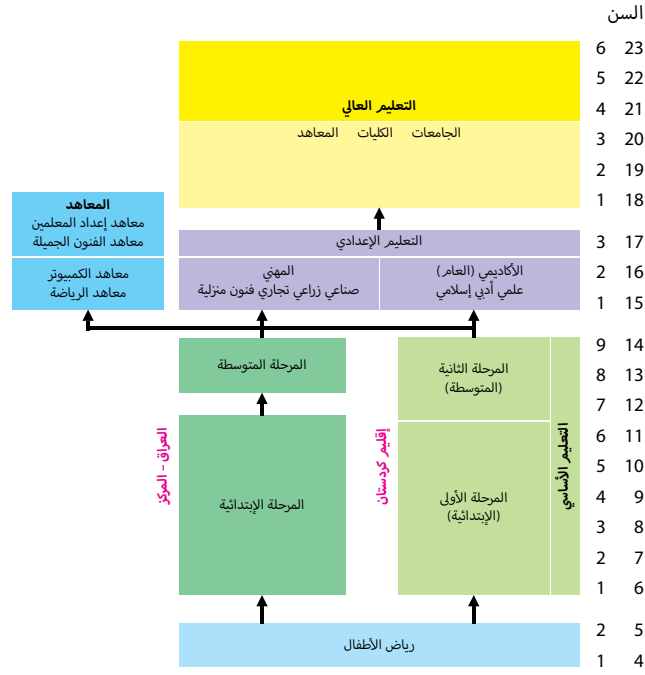 السن
23 6
22 5
21 4
20 3
19 2
18 1
17 3
16 2
15 1
14 9
13 8
12 7
11 6
10 5
9 4
8 3
7 2
6 1
5 2
4 1
التعليم العالي
الجامعات الكليات المعاهد
التعليم الإعدادي
الأكاديمي (العام)
علمي أدبي إسلامي
المهني
صناعي زراعي تجاري فنون منزلية
المعاهد
معاهد إعداد المعلمين
معاهد الفنون الجميلة
معاهد الكمبيوتر
معاهد الرياضة
التعليم الأساسي
المرحلة الثانية
(المتوسطة)
المرحلة الأولى
(الإبتدائية)
إقليم كردستان
المرحلة المتوسطة
المرحلة الإبتدائية
العراق - المركز
رياض الأطفال